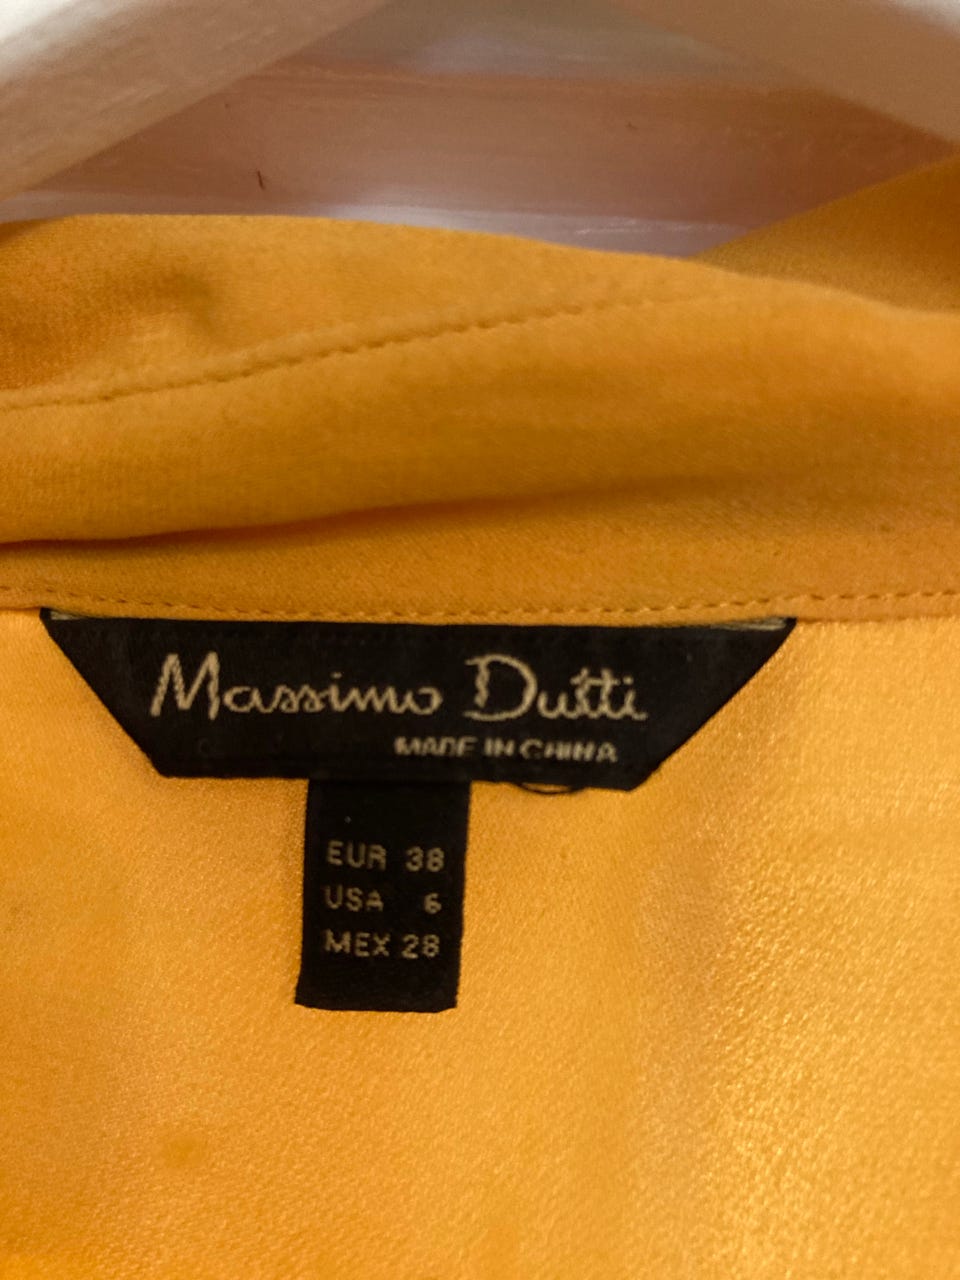 Massimo Dutti
MADE IN CHINA
EUR 38
USA 6
MEX 28